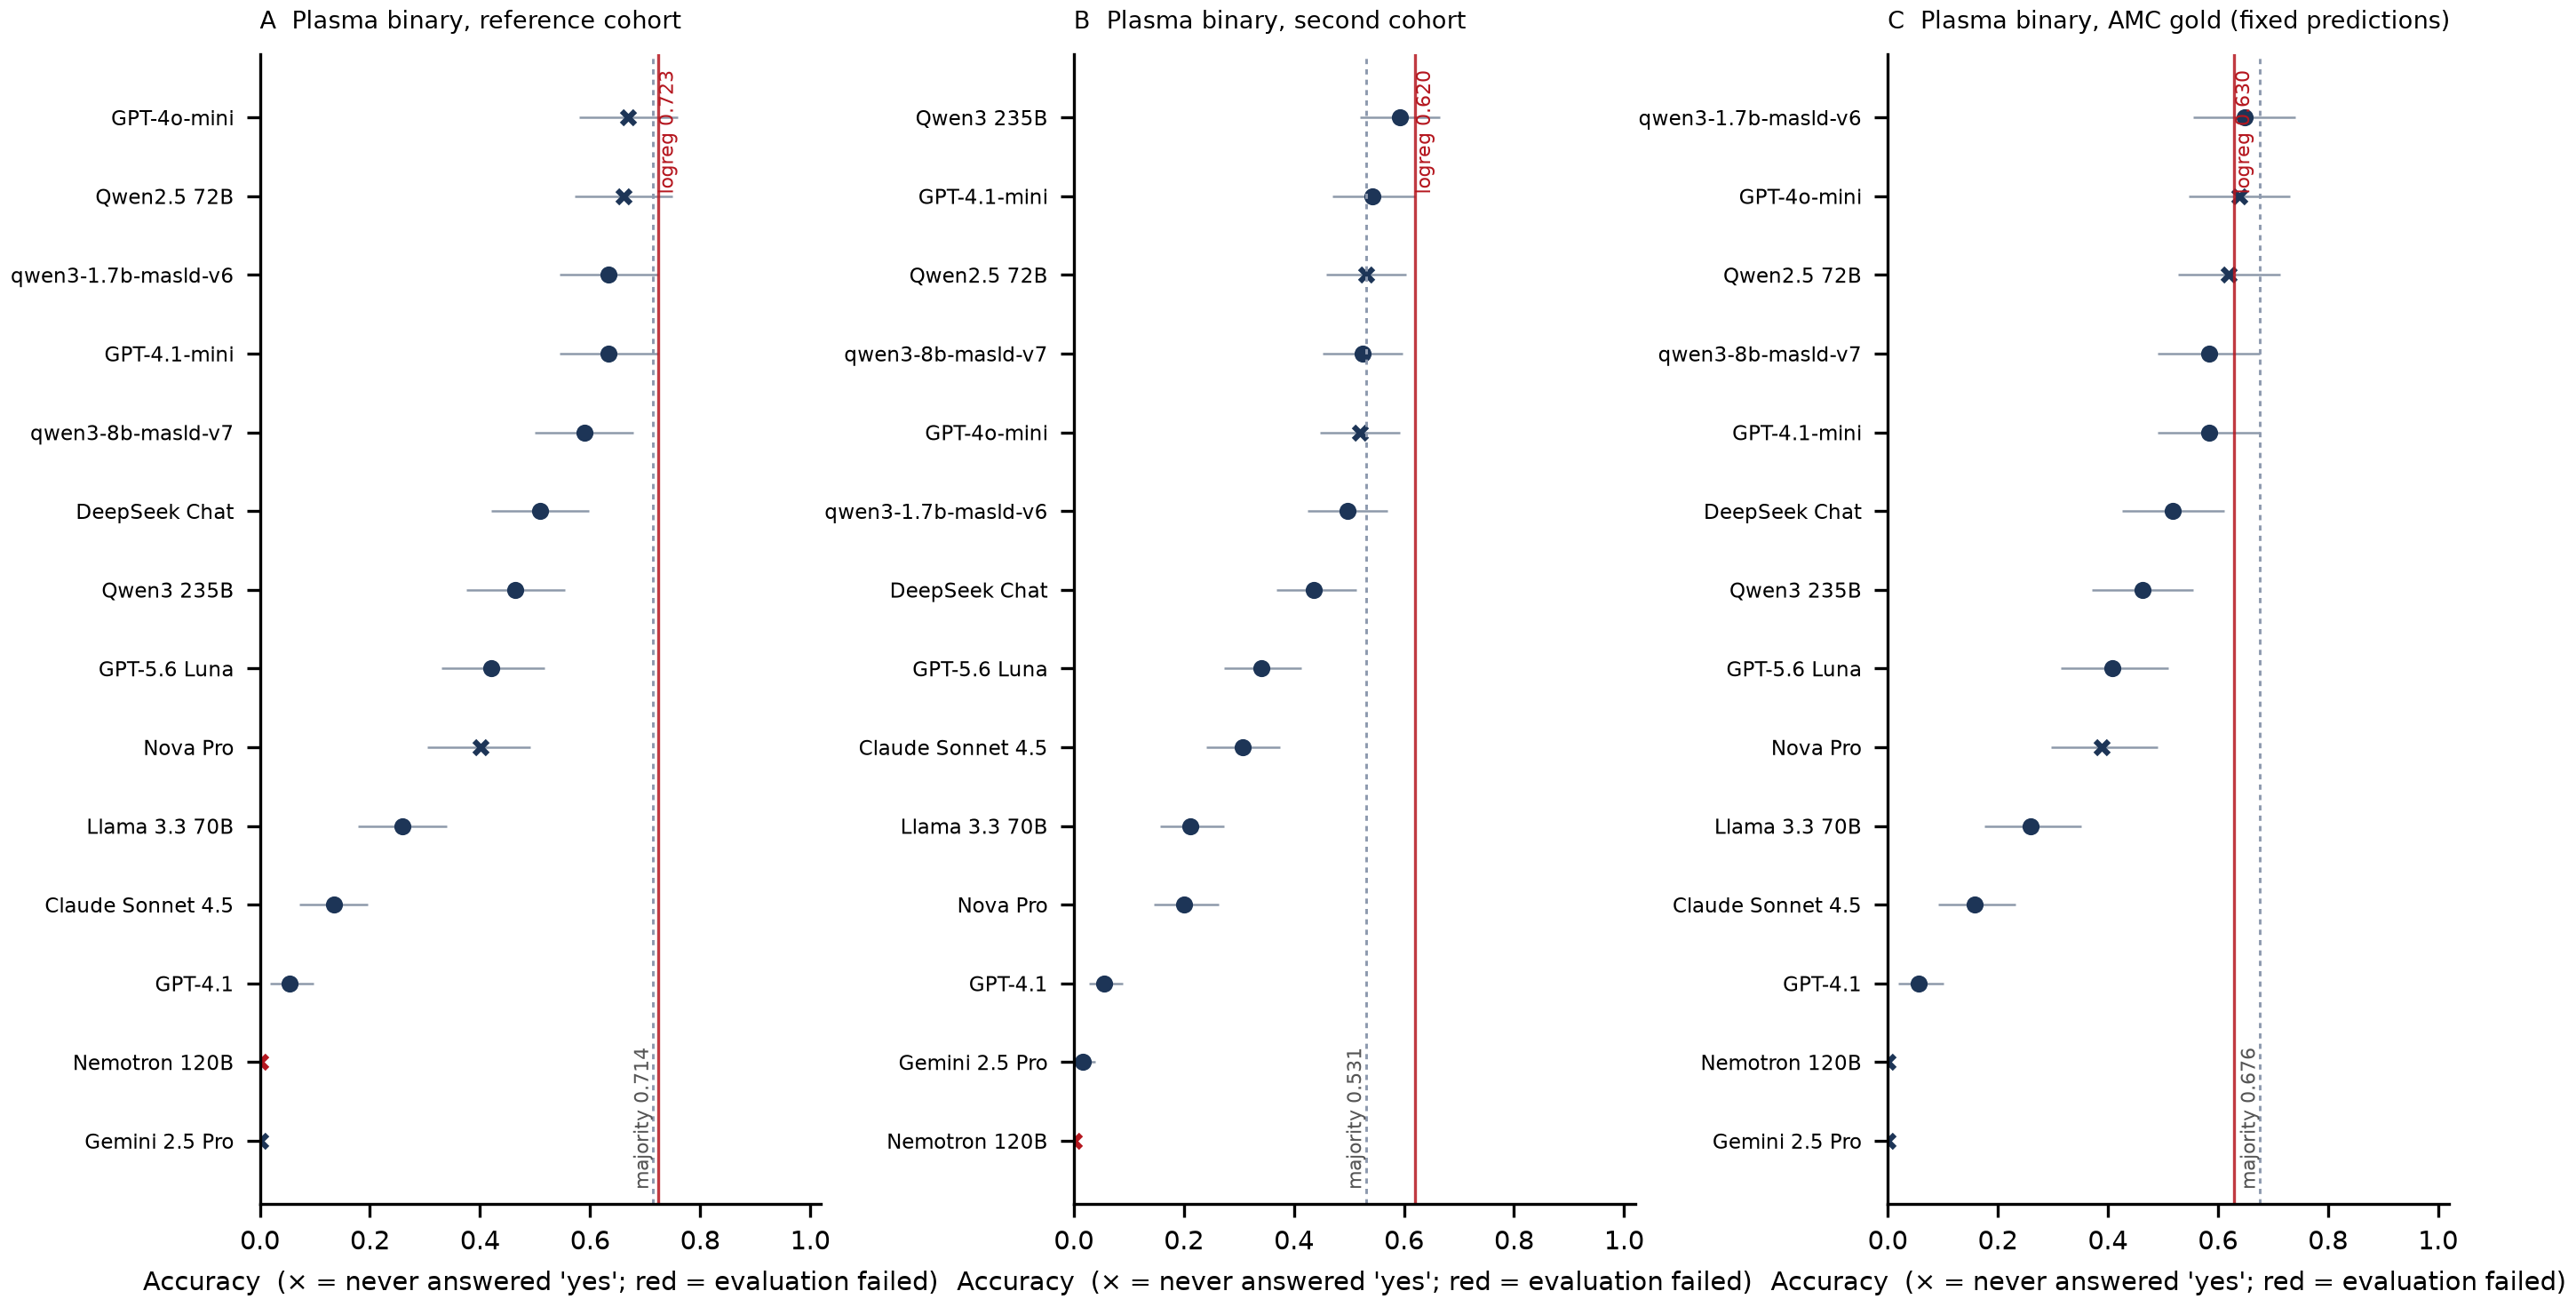 A  Plasma binary, reference cohort
GPT-4o-mini
Qwen2.5 72B
qwen3-1.7b-masld-v6
GPT-4.1-mini
qwen3-8b-masld-v7
DeepSeek Chat
Qwen3 235B
GPT-5.6 Luna
Nova Pro
Llama 3.3 70B
Claude Sonnet 4.5
GPT-4.1
Nemotron 120B
Gemini 2.5 Pro
logreg 0.723
majority 0.714
0.0 0.2 0.4 0.6 0.8 1.0
Accuracy  (× = never answered 'yes'; red = evaluation failed)
B  Plasma binary, second cohort
Qwen3 235B
GPT-4.1-mini
Qwen2.5 72B
qwen3-8b-masld-v7
GPT-4o-mini
qwen3-1.7b-masld-v6
DeepSeek Chat
GPT-5.6 Luna
Claude Sonnet 4.5
Llama 3.3 70B
Nova Pro
GPT-4.1
Gemini 2.5 Pro
Nemotron 120B
logreg 0.620
majority 0.531
0.0 0.2 0.4 0.6 0.8 1.0
Accuracy  (× = never answered 'yes'; red = evaluation failed)
C  Plasma binary, AMC gold (fixed predictions)
qwen3-1.7b-masld-v6
GPT-4o-mini
Qwen2.5 72B
qwen3-8b-masld-v7
GPT-4.1-mini
DeepSeek Chat
Qwen3 235B
GPT-5.6 Luna
Nova Pro
Llama 3.3 70B
Claude Sonnet 4.5
GPT-4.1
Nemotron 120B
Gemini 2.5 Pro
logreg 0.630
majority 0.676
0.0 0.2 0.4 0.6 0.8 1.0
Accuracy  (× = never answered 'yes'; red = evaluation failed)